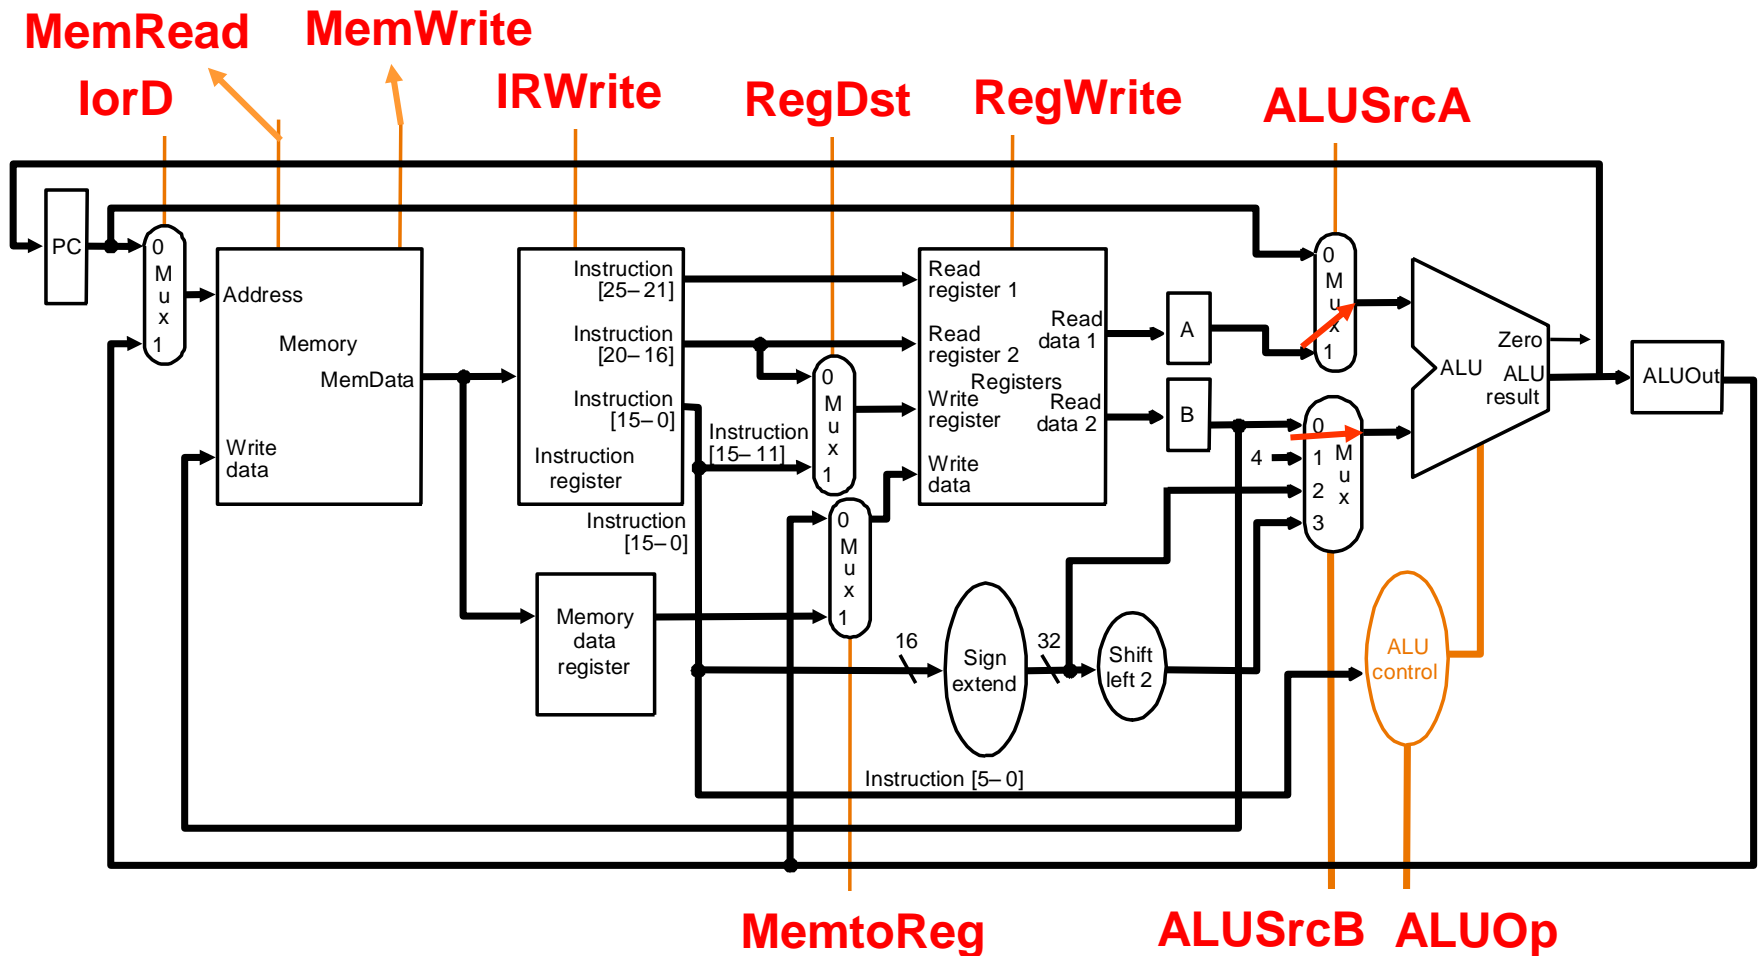 MemRead
MemWrite
IorD
IRWrite
RegDst
RegWrite
ALUSrcA
PC
0
M
u
x
1
Address
Memory
MemData
Write
data
Instruction
[25–21]
Instruction
[20–16]
Instruction
[15–0]
Instruction
register
Instruction
[15–11]
Instruction
[15–0]
0
M
u
x
1
0
M
u
x
1
Memory
data
register
Read
register 1
Read
register 2
Registers
Write
register
Write
data
Read
data 1
Read
data 2
A
B
4
0
M
u
x
1
0
1
2
3
M
u
x
Zero
ALU
ALU
result
ALUOut
16
Sign
extend
32
Shift
left 2
ALU
control
Instruction [5–0]
MemtoReg
ALUSrcB
ALUOp